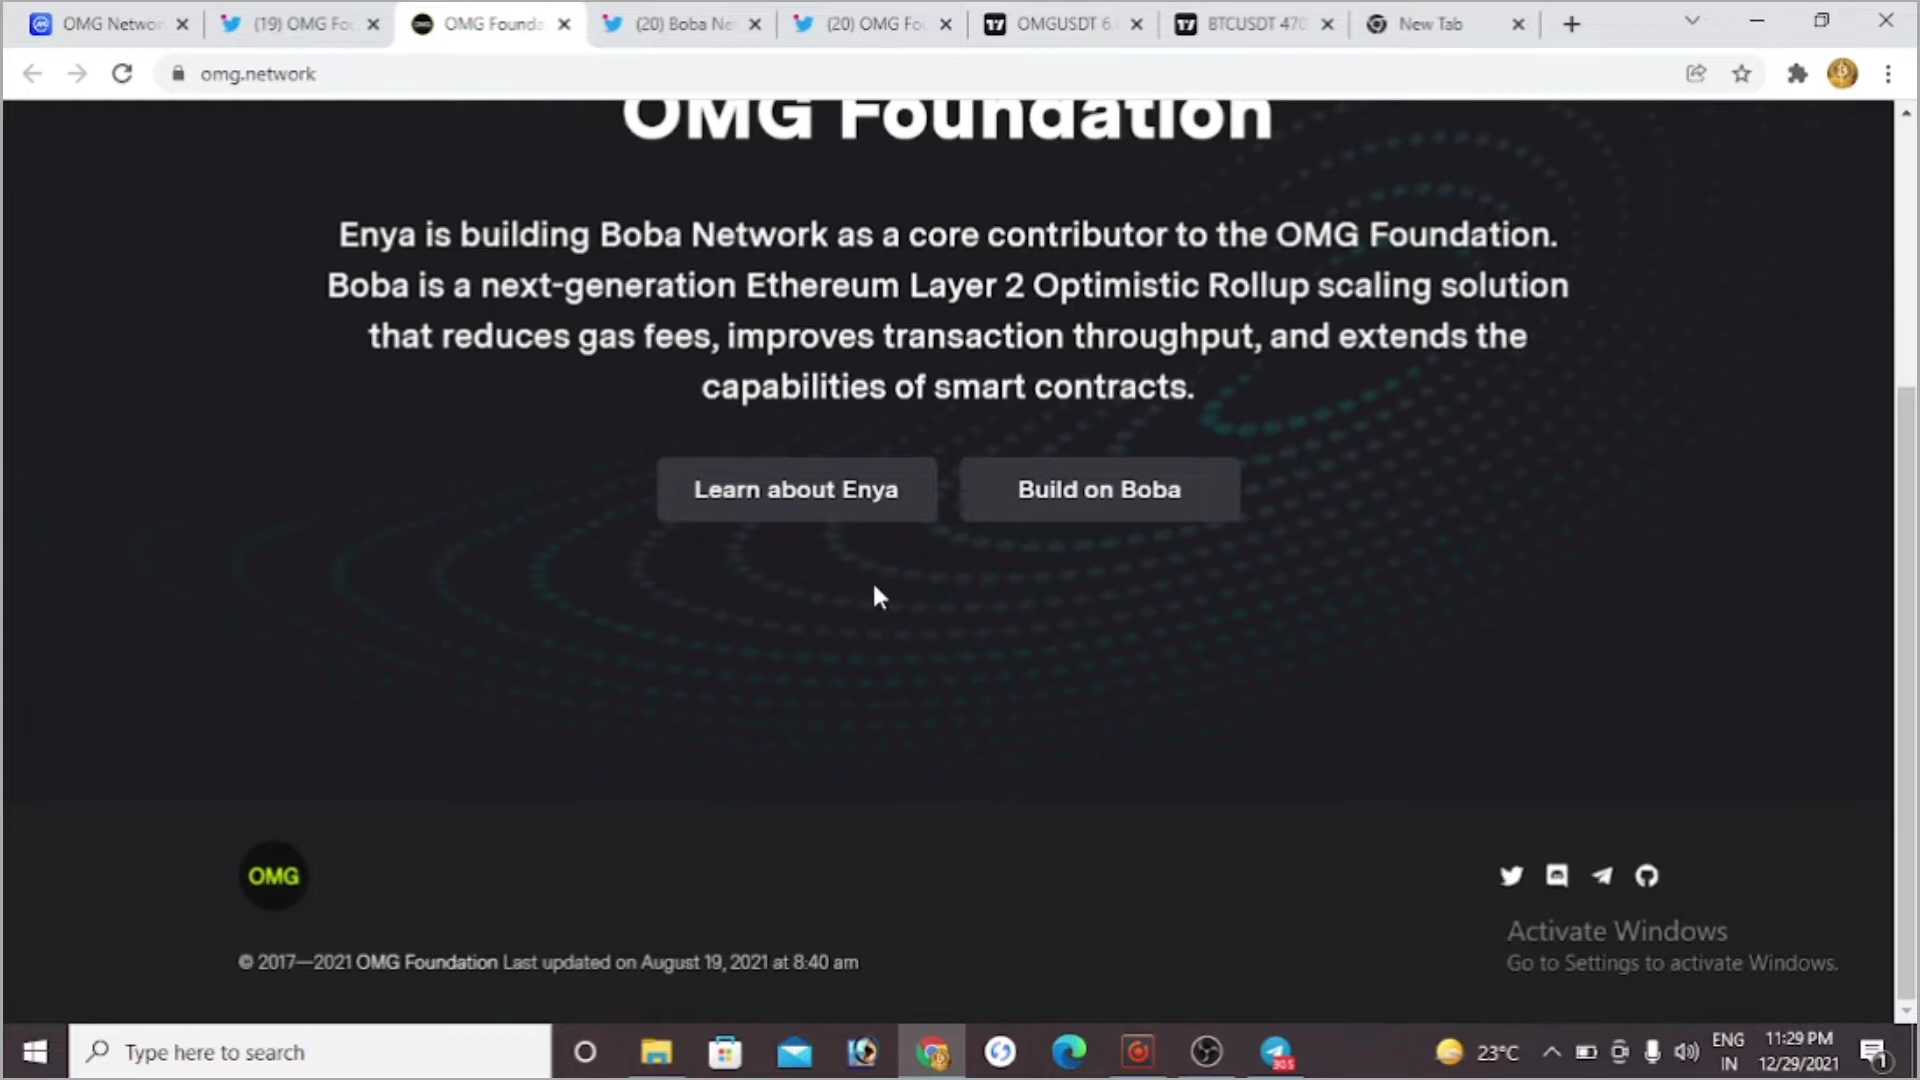 OMG Networ
(19) OMG Fo
OMG Founda
(20) Boba Ne
(20) OMG Fo
OMGUSDT 6.
BTCUSDT 470
New Tab
omg.network
OMG Foundation
Enya is building Boba Network as a core contributor to the OMG Foundation.
Boba is a next-generation Ethereum Layer 2 Optimistic Rollup scaling solution
that reduces gas fees, improves transaction throughput, and extends the
capabilities of smart contracts.
Learn about Enya
Build on Boba
OMG
© 2017—2021 OMG Foundation Last updated on August 19, 2021 at 8:40 am
Activate Windows
Go to Settings to activate Windows.
Type here to search
305
23°C
ENG
IN
11:29 PM
12/29/2021
1